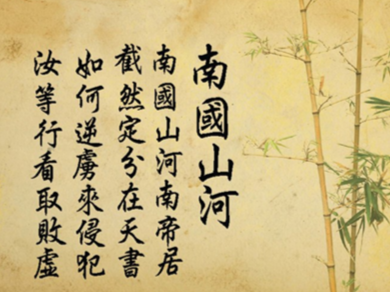 南國山河
南國山河南帝居
截然定分在天書
如何逆虜來侵犯
汝等行看取敗虛